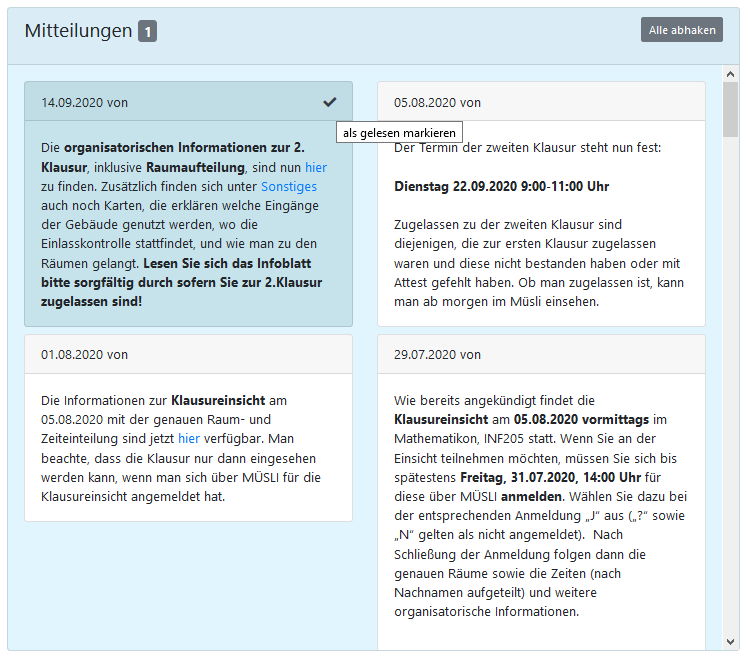 Mitteilungen 1
Alle abhaken
14.09.2020 von
als gelesen markieren
Die organisatorischen Informationen zur 2.
Klausur, inklusive Raumaufteilung, sind nun hier
zu finden. Zusätzlich finden sich unter Sonstiges
auch noch Karten, die erklären welche Eingänge
der Gebäude genutzt werden, wo die
Einlasskontrolle stattfindet, und wie man zu den
Räumen gelangt. Lesen Sie sich das Infoblatt
bitte sorgfältig durch sofern Sie zur 2.Klausur
zugelassen sind!
05.08.2020 von
Der Termin der zweiten Klausur steht nun fest:
Dienstag 22.09.2020 9:00-11:00 Uhr
Zugelassen zu der zweiten Klausur sind
diejenigen, die zur ersten Klausur zugelassen
waren und diese nicht bestanden haben oder mit
Attest gefehlt haben. Ob man zugelassen ist, kann
man ab morgen im Müsli einsehen.
01.08.2020 von
Die Informationen zur Klausureinsicht am
05.08.2020 mit der genauen Raum- und
Zeiteinteilung sind jetzt hier verfügbar. Man
beachte, dass die Klausur nur dann eingesehen
werden kann, wenn man sich über MÜSLI für die
Klausureinsicht angemeldet hat.
29.07.2020 von
Wie bereits angekündigt findet die
Klausureinsicht am 05.08.2020 vormittags im
Mathematikon, INF205 statt. Wenn Sie an der
Einsicht teilnehmen möchten, müssen Sie sich bis
spätestens Freitag, 31.07.2020, 14:00 Uhr für
diese über MÜSLI anmelden. Wählen Sie dazu bei
der entsprechenden Anmeldung „J“ aus („?“ sowie
„N“ gelten als nicht angemeldet).  Nach
Schließung der Anmeldung folgen dann die
genauen Räume sowie die Zeiten (nach
Nachnamen aufgeteilt) und weitere
organisatorische Informationen.